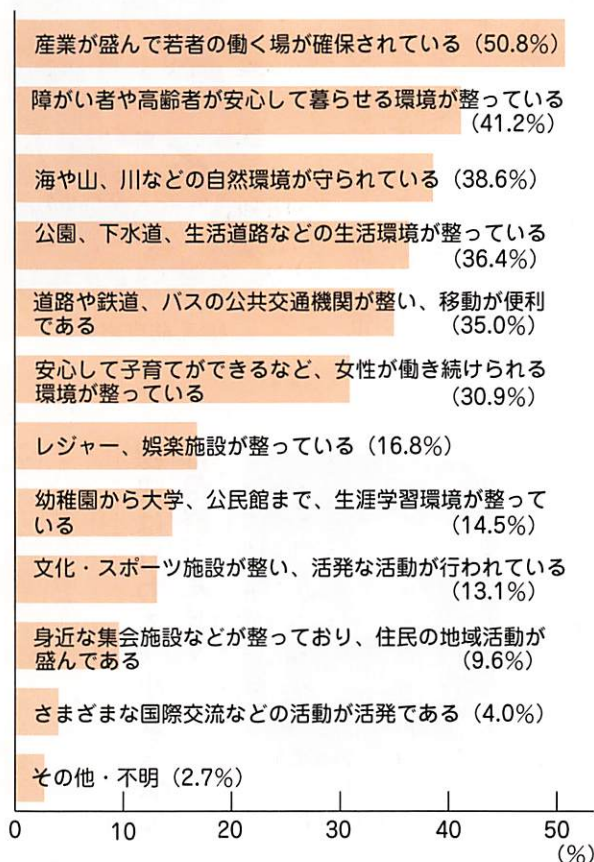 産業が盛んで若者の働く場が確保されている（50.8%）
障がい者や高齢者が安心して暮らせる環境が整っている
（41.2%）
海や山、川などの自然環境が守られている（38.6%）
公園、下水道、生活道路などの生活環境が整っている
（36.4%）
道路や鉄道、バスの公共交通機関が整い、移動が便利
である（35.0%）
安心して子育てができるなど、女性が働き続けられる
環境が整っている（30.9%）
レジャー、娯楽施設が整っている（16.8%）
幼稚園から大学、公民館まで、生涯学習環境が整って
いる（14.5%）
文化・スポーツ施設が整い、活発な活動が行われている
（13.1%）
身近な集会施設などが整っており、住民の地域活動が
盛んである（9.6%）
さまざまな国際交流などの活動が活発である（4.0%）
その他・不明（2.7%）
0 10 20 30 40 50
（%）